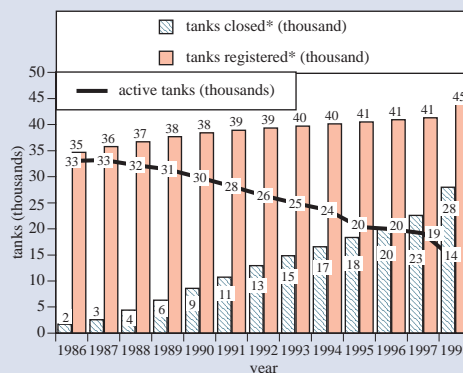 tanks closed* (thousand)
tanks registered* (thousand)
active tanks (thousands)
50
45
40
35
30
25
20
15
10
5
0
tanks (thousands)
35 36 37 38 38 39 39 40 40 41 41 41 45
33 33 32 31 30 28 26 25 24 20 20 19 14
2 3 4 6 9 11 13 15 17 18 20 23 28
1986 1987 1988 1989 1990 1991 1992 1993 1994 1995 1996 1997 199
year